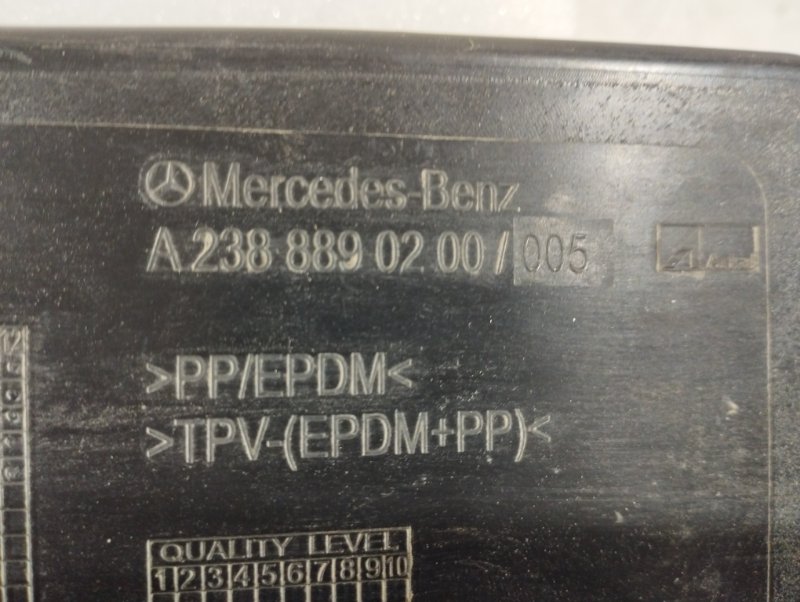 Mercedes-Benz
A 238 889 02 00 / 005
>PP/EPDM<
>TPV-(EPDM+PP)<
QUALITY LEVEL
1 2 3 4 5 6 7 8 9 10
12